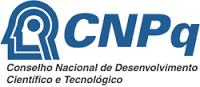 CNPq
Conselho Nacional de Desenvolvimento
Científico e Tecnológico